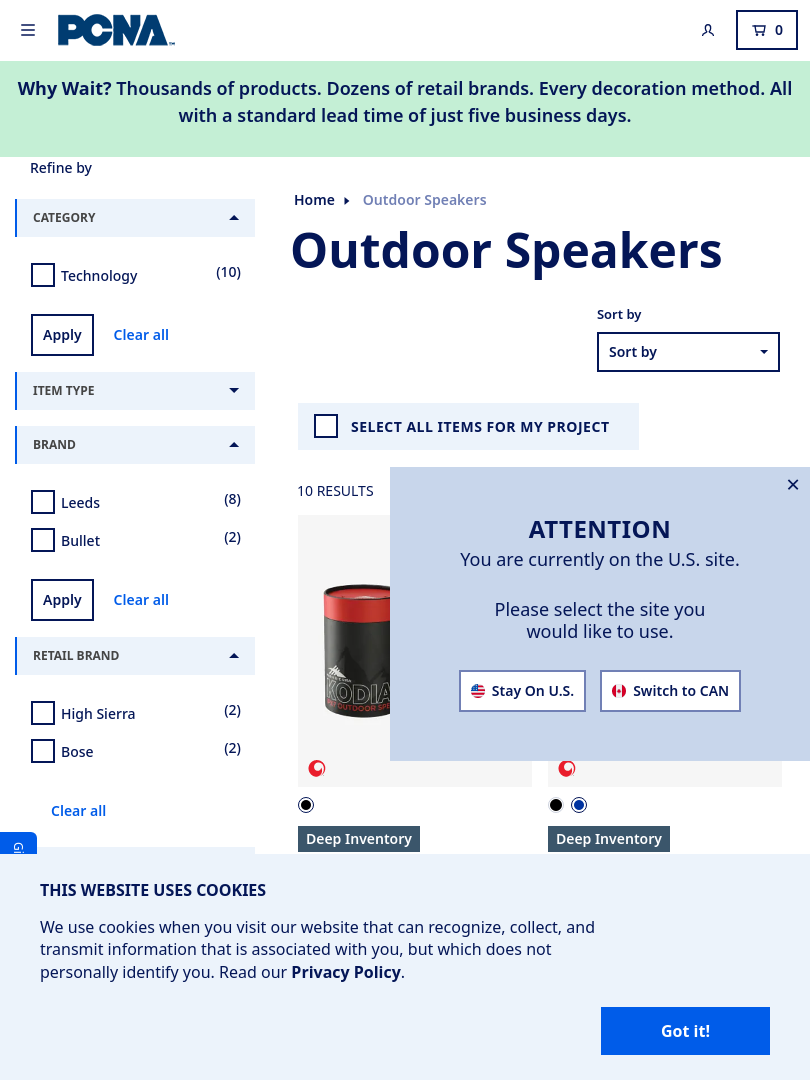 PCNA
0
Why Wait? Thousands of products. Dozens of retail brands. Every decoration method. All
with a standard lead time of just five business days.
Refine by
CATEGORY
Technology (10)
Apply Clear all
ITEM TYPE
BRAND
Leeds (8)
Bullet (2)
Apply Clear all
RETAIL BRAND
High Sierra (2)
Bose (2)
Clear all
Home Outdoor Speakers
Outdoor Speakers
Sort by
Sort by
SELECT ALL ITEMS FOR MY PROJECT
10 RESULTS
ATTENTION
You are currently on the U.S. site.
Please select the site you
would like to use.
Stay On U.S. Switch to CAN
Deep Inventory Deep Inventory
THIS WEBSITE USES COOKIES
We use cookies when you visit our website that can recognize, collect, and
transmit information that is associated with you, but which does not
personally identify you. Read our Privacy Policy.
Got it!